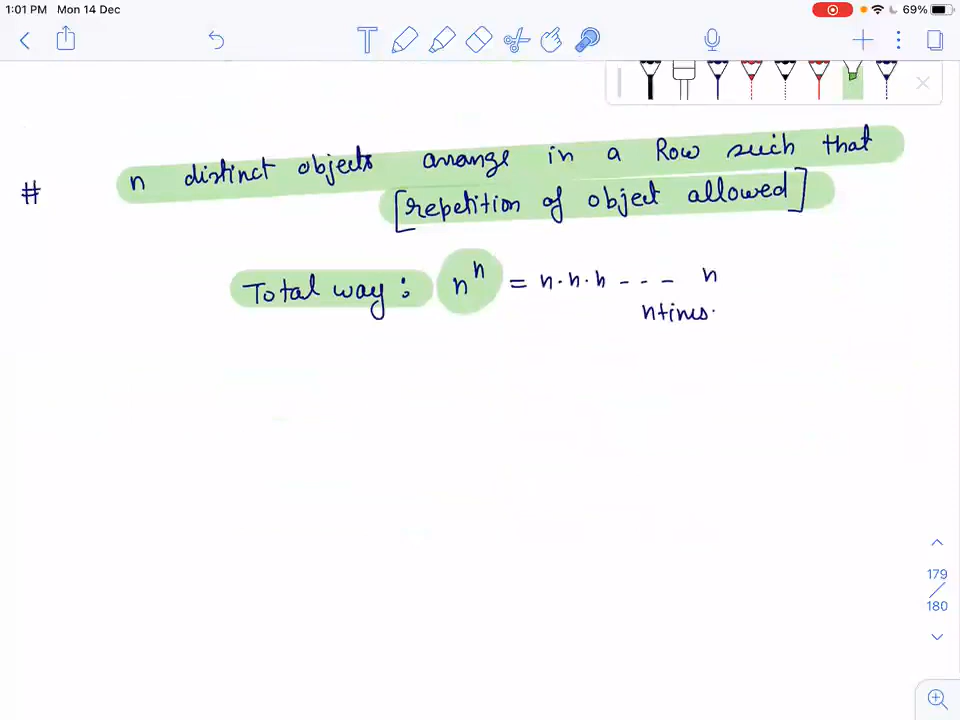 1:01 PM Mon 14 Dec 69%
# n distinct objects arrange in a Row such that
[repetition of object allowed]
Total way : n^n = n·n·n - - - n
n times.
179
180